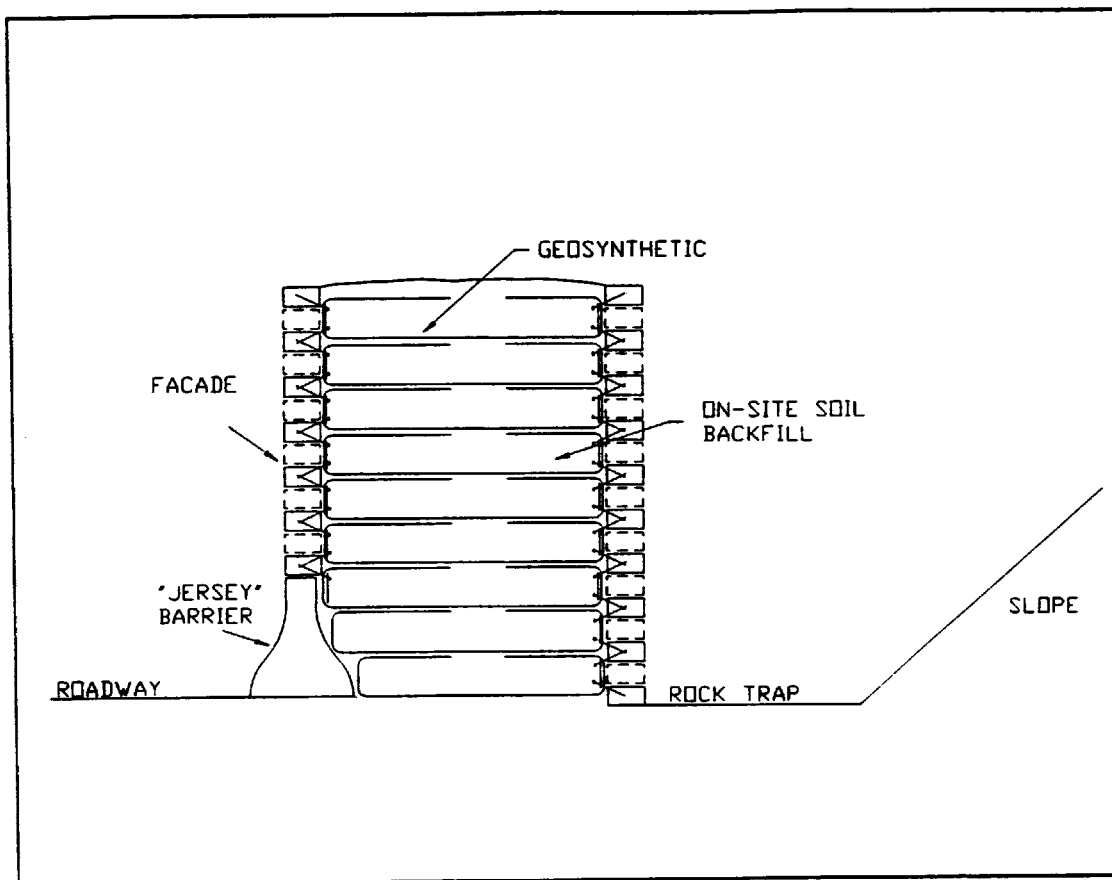 GEOSYNTHETIC
FACADE
ON-SITE SOIL
BACKFILL
"JERSEY"
BARRIER
SLOPE
ROADWAY
ROCK TRAP